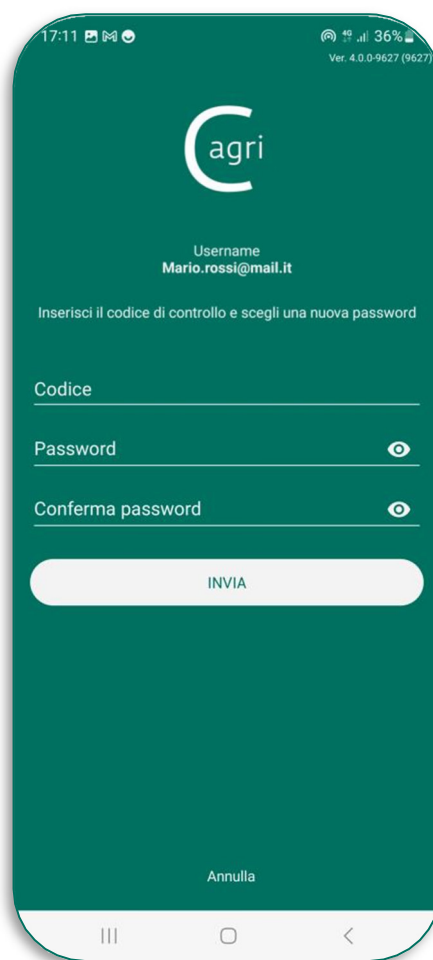 17:11 4G 36%
Ver. 4.0.0-9627 (9627)
C agri
Username
Mario.rossi@mail.it
Inserisci il codice di controllo e scegli una nuova password
Codice
Password
Conferma password
INVIA
Annulla